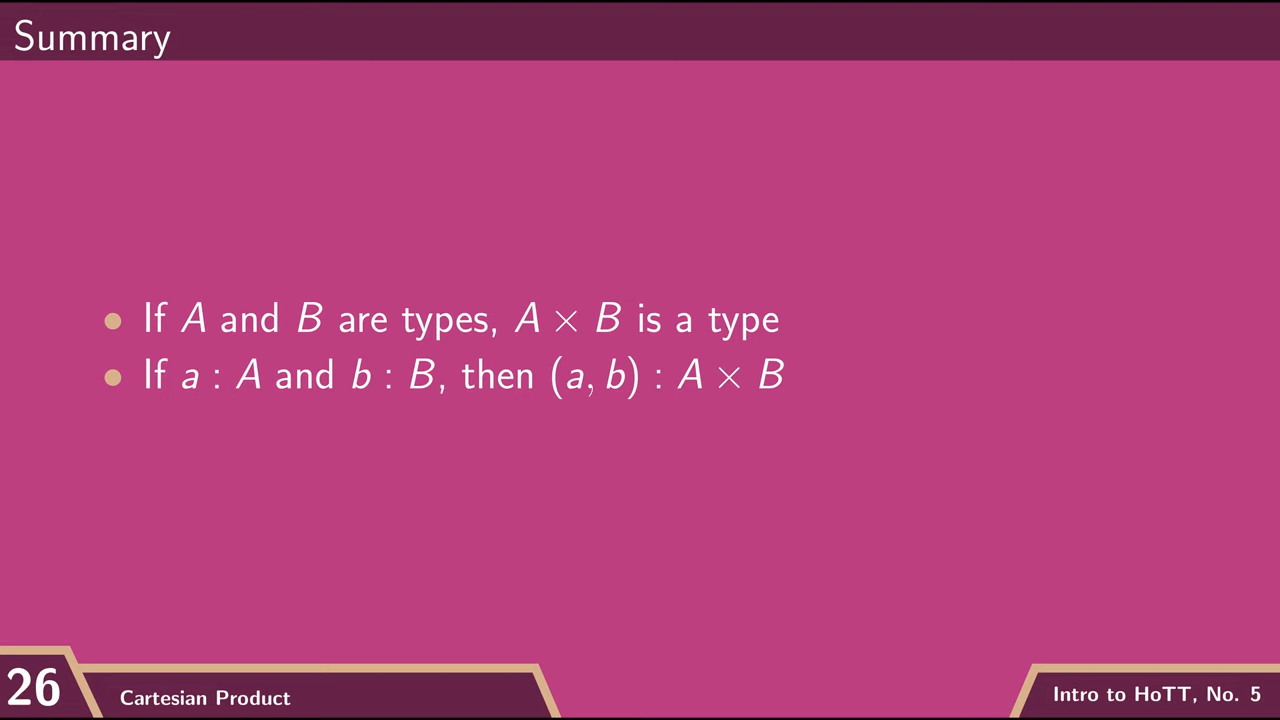 Summary
• If A and B are types, A × B is a type
• If a : A and b : B, then (a, b) : A × B
26
Cartesian Product
Intro to HoTT, No. 5